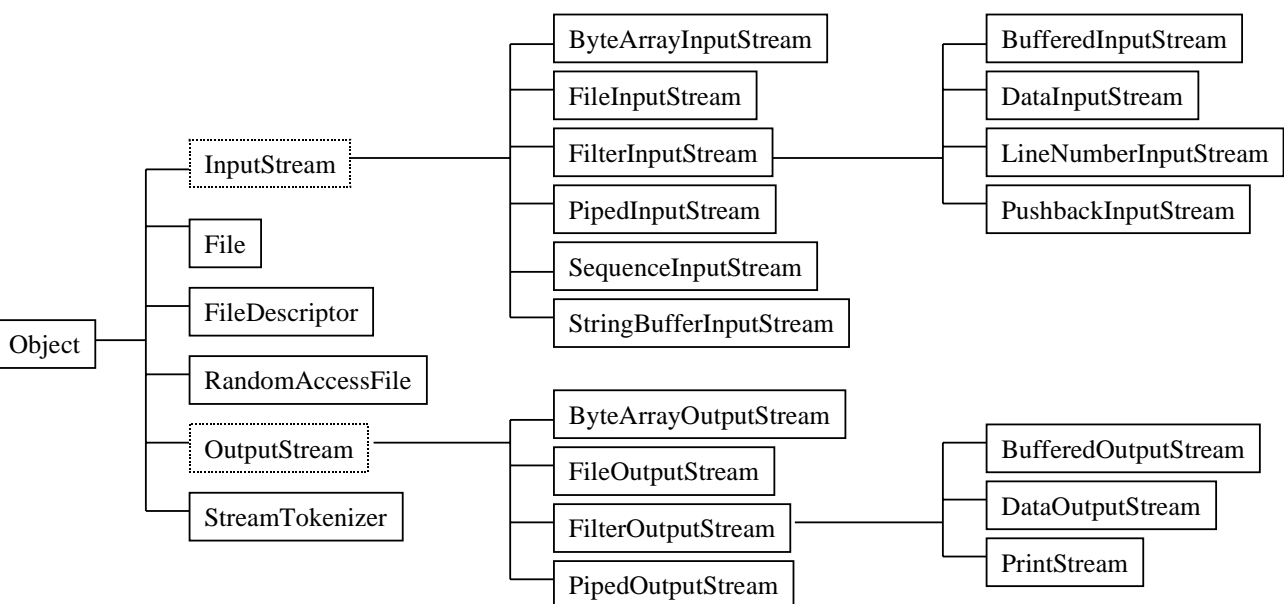 Object
InputStream
File
FileDescriptor
RandomAccessFile
OutputStream
StreamTokenizer
ByteArrayInputStream
FileInputStream
FilterInputStream
PipedInputStream
SequenceInputStream
StringBufferInputStream
ByteArrayOutputStream
FileOutputStream
FilterOutputStream
PipedOutputStream
BufferedInputStream
DataInputStream
LineNumberInputStream
PushbackInputStream
BufferedOutputStream
DataOutputStream
PrintStream